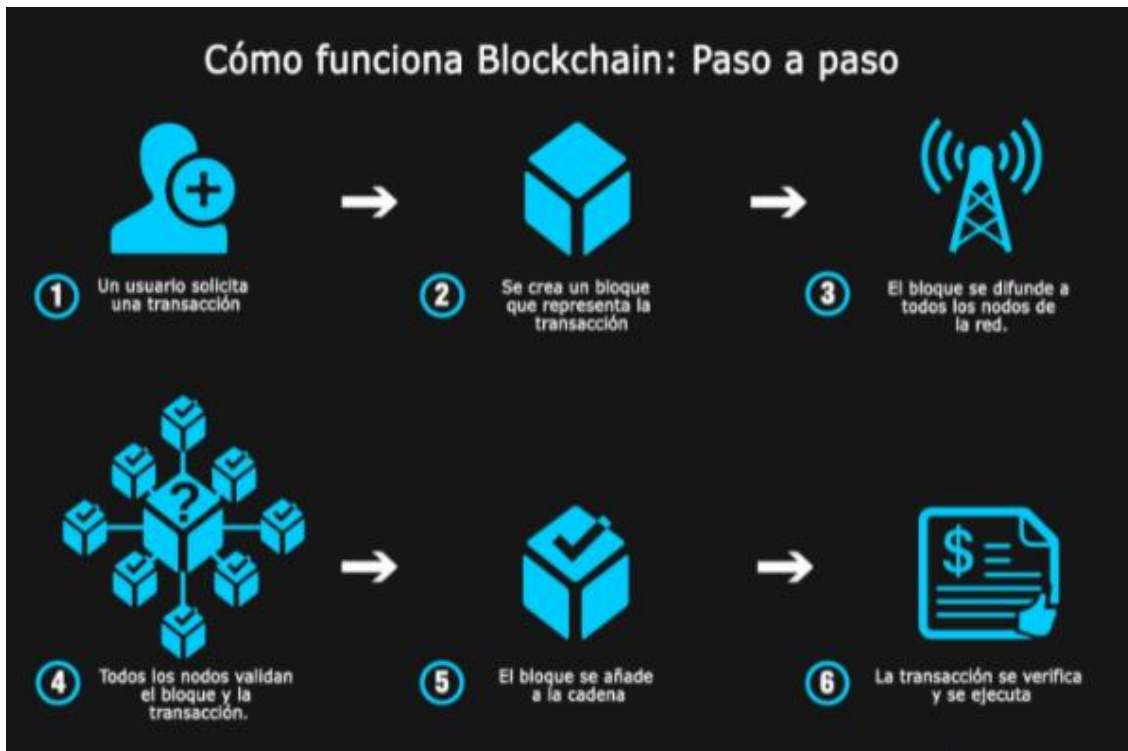 Cómo funciona Blockchain: Paso a paso
1
Un usuario solicita
una transacción
2
Se crea un bloque
que representa la
transacción
3
El bloque se difunde a
todos los nodos de
la red.
?
$
4
Todos los nodos validan
el bloque y la
transacción.
5
El bloque se añade
a la cadena
6
La transacción se verifica
y se ejecuta